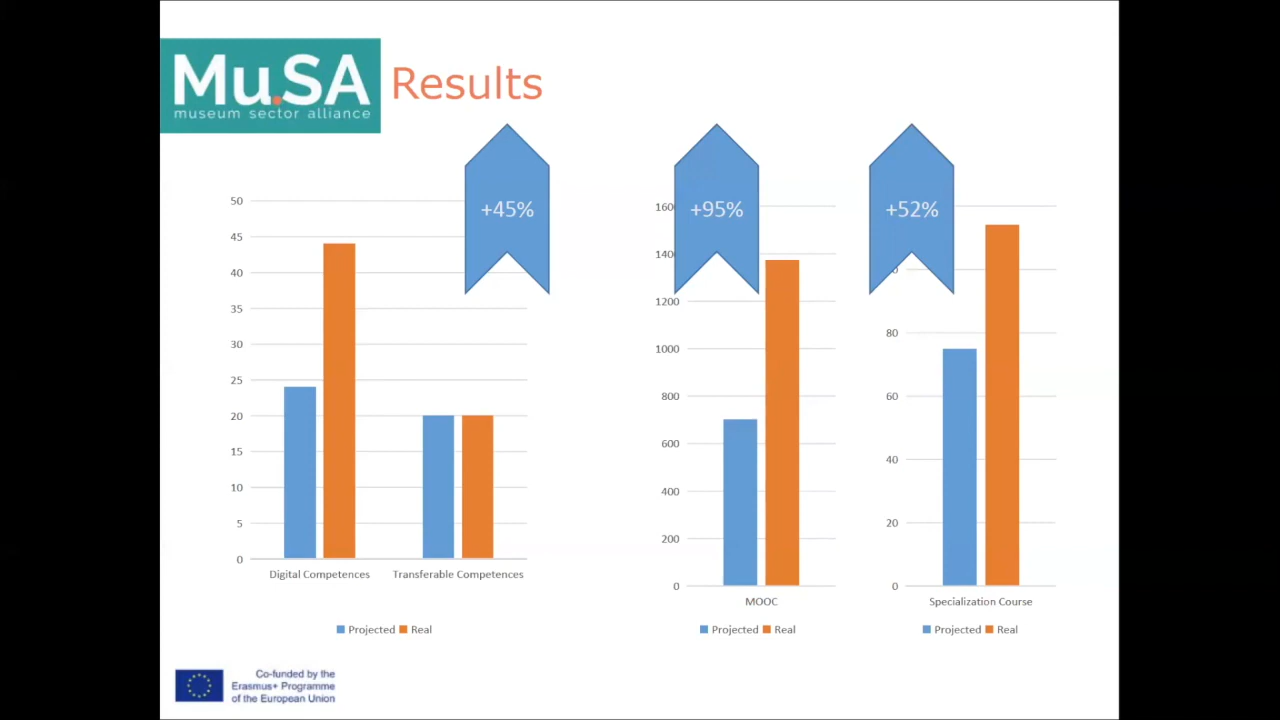 Mu.SA
museum sector alliance
Results
+45%
+95%
+52%
50
45
40
35
30
25
20
15
10
5
0
Digital Competences Transferable Competences
Projected Real
1200
1000
800
600
400
200
0
MOOC
Projected Real
80
60
40
20
0
Specialization Course
Projected Real
Co-funded by the
Erasmus+ Programme
of the European Union